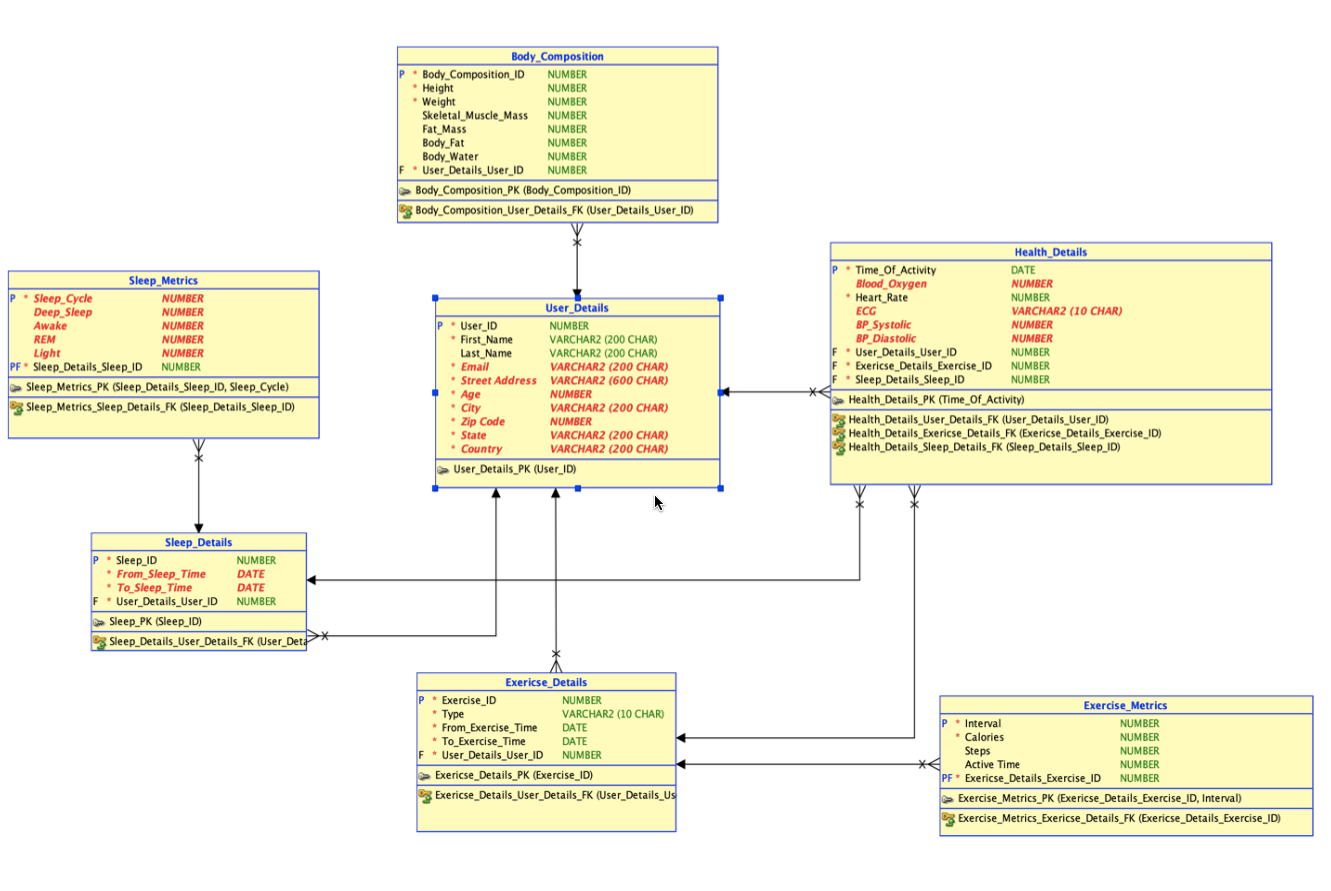 Body_Composition
P * Body_Composition_ID NUMBER
* Height NUMBER
* Weight NUMBER
Skeletal_Muscle_Mass NUMBER
Fat_Mass NUMBER
Body_Fat NUMBER
Body_Water NUMBER
F * User_Details_User_ID NUMBER
Body_Composition_PK (Body_Composition_ID)
Body_Composition_User_Details_FK (User_Details_User_ID)
Sleep_Metrics
P * Sleep_Cycle NUMBER
Deep_Sleep NUMBER
Awake NUMBER
REM NUMBER
Light NUMBER
PF * Sleep_Details_Sleep_ID NUMBER
Sleep_Metrics_PK (Sleep_Details_Sleep_ID, Sleep_Cycle)
Sleep_Metrics_Sleep_Details_FK (Sleep_Details_Sleep_ID)
User_Details
P * User_ID NUMBER
* First_Name VARCHAR2 (200 CHAR)
Last_Name VARCHAR2 (200 CHAR)
* Email VARCHAR2 (200 CHAR)
* Street Address VARCHAR2 (600 CHAR)
* Age NUMBER
* City VARCHAR2 (200 CHAR)
* Zip Code NUMBER
* State VARCHAR2 (200 CHAR)
* Country VARCHAR2 (200 CHAR)
User_Details_PK (User_ID)
Health_Details
P * Time_Of_Activity DATE
Blood_Oxygen NUMBER
* Heart_Rate NUMBER
ECG VARCHAR2 (10 CHAR)
BP_Systolic NUMBER
BP_Diastolic NUMBER
F * User_Details_User_ID NUMBER
F * Exericse_Details_Exercise_ID NUMBER
F * Sleep_Details_Sleep_ID NUMBER
Health_Details_PK (Time_Of_Activity)
Health_Details_User_Details_FK (User_Details_User_ID)
Health_Details_Exericse_Details_FK (Exericse_Details_Exercise_ID)
Health_Details_Sleep_Details_FK (Sleep_Details_Sleep_ID)
Sleep_Details
P * Sleep_ID NUMBER
* From_Sleep_Time DATE
* To_Sleep_Time DATE
F * User_Details_User_ID NUMBER
Sleep_PK (Sleep_ID)
Sleep_Details_User_Details_FK (User_Deta
Exericse_Details
P * Exercise_ID NUMBER
* Type VARCHAR2 (10 CHAR)
* From_Exercise_Time DATE
* To_Exercise_Time DATE
F * User_Details_User_ID NUMBER
Exericse_Details_PK (Exercise_ID)
Exericse_Details_User_Details_FK (User_Details_Us
Exercise_Metrics
P * Interval NUMBER
* Calories NUMBER
Steps NUMBER
Active Time NUMBER
PF * Exericse_Details_Exercise_ID NUMBER
Exercise_Metrics_PK (Exericse_Details_Exercise_ID, Interval)
Exercise_Metrics_Exericse_Details_FK (Exericse_Details_Exercise_ID)